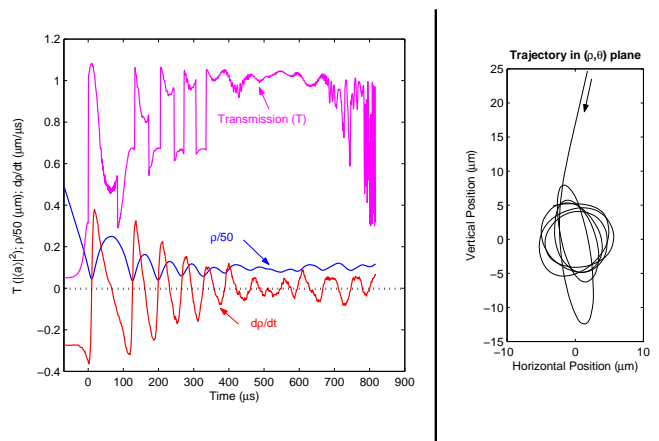 T (|⟨a⟩|²); ρ/50 (μm); dρ/dt (μm/μs)
1.2
1
0.8
0.6
0.4
0.2
0
−0.2
−0.4
Transmission (T)
ρ/50
dρ/dt
0 100 200 300 400 500 600 700 800 900
Time (μs)
Trajectory in (ρ,θ) plane
Vertical Position (μm)
25
20
15
10
5
0
−5
−10
−15
−10 0 10
Horizontal Position (μm)